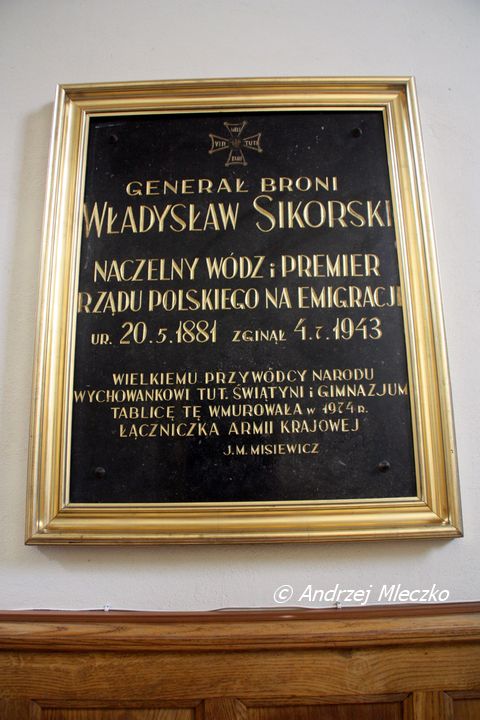 VIR
TUTI
MILI
TARI
GENERAŁ BRONI
WŁADYSŁAW SIKORSKI
NACZELNY WÓDZ i PREMIER
RZĄDU POLSKIEGO NA EMIGRACJI
UR. 20.5.1881 ZGINĄŁ 4.7.1943
WIELKIEMU PRZYWÓDCY NARODU
WYCHOWANKOWI TUT. ŚWIĄTYNI i GIMNAZJUM
TABLICĘ TĘ WMUROWAŁA W 1974 R.
ŁĄCZNICZKA ARMII KRAJOWEJ
J.M. MISIEWICZ
© Andrzej Mleczko